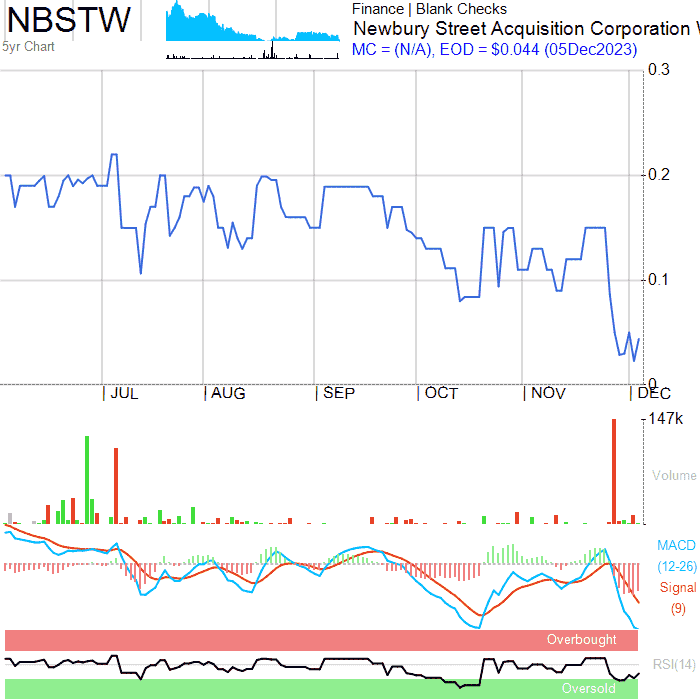 NBSTW
5yr Chart
Finance | Blank Checks
Newbury Street Acquisition Corporation W
MC = (N/A), EOD = $0.044 (05Dec2023)
0.3
0.2
0.1
0
JUL AUG SEP OCT NOV DEC
147k
Volume
MACD
(12-26)
Signal
(9)
Overbought
RSI(14)
Oversold